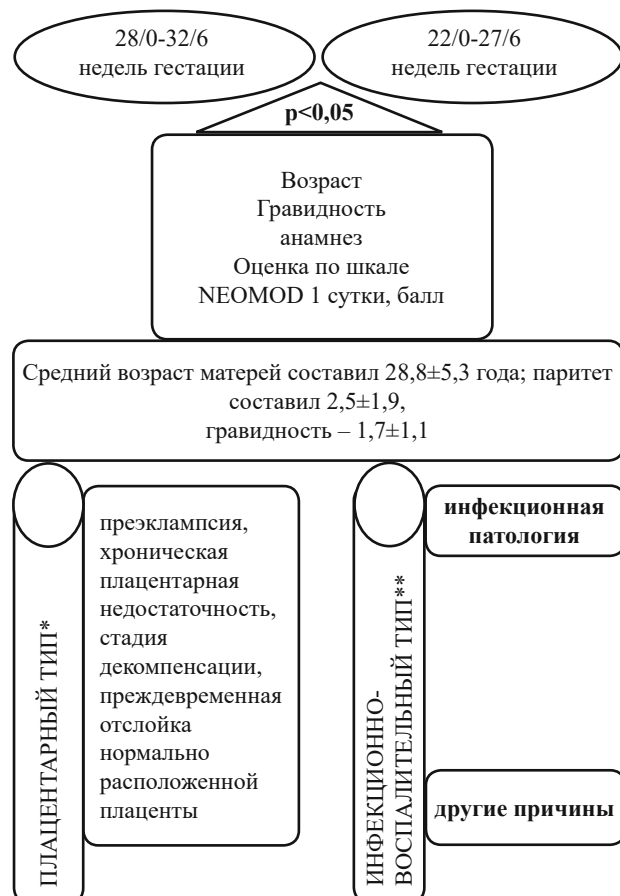 28/0-32/6
недель гестации
22/0-27/6
недель гестации
p<0,05
Возраст
Гравидность
анамнез
Оценка по шкале
NEOMOD 1 сутки, балл
Средний возраст матерей составил 28,8±5,3 года; паритет
составил 2,5±1,9,
гравидность – 1,7±1,1
ПЛАЦЕНТАРНЫЙ ТИП*
преэклампсия,
хроническая
плацентарная
недостаточность,
стадия
декомпенсации,
преждевременная
отслойка
нормально
расположенной
плаценты
ИНФЕКЦИОННО-
ВОСПАЛИТЕЛЬНЫЙ ТИП**
инфекционная
патология
другие причины